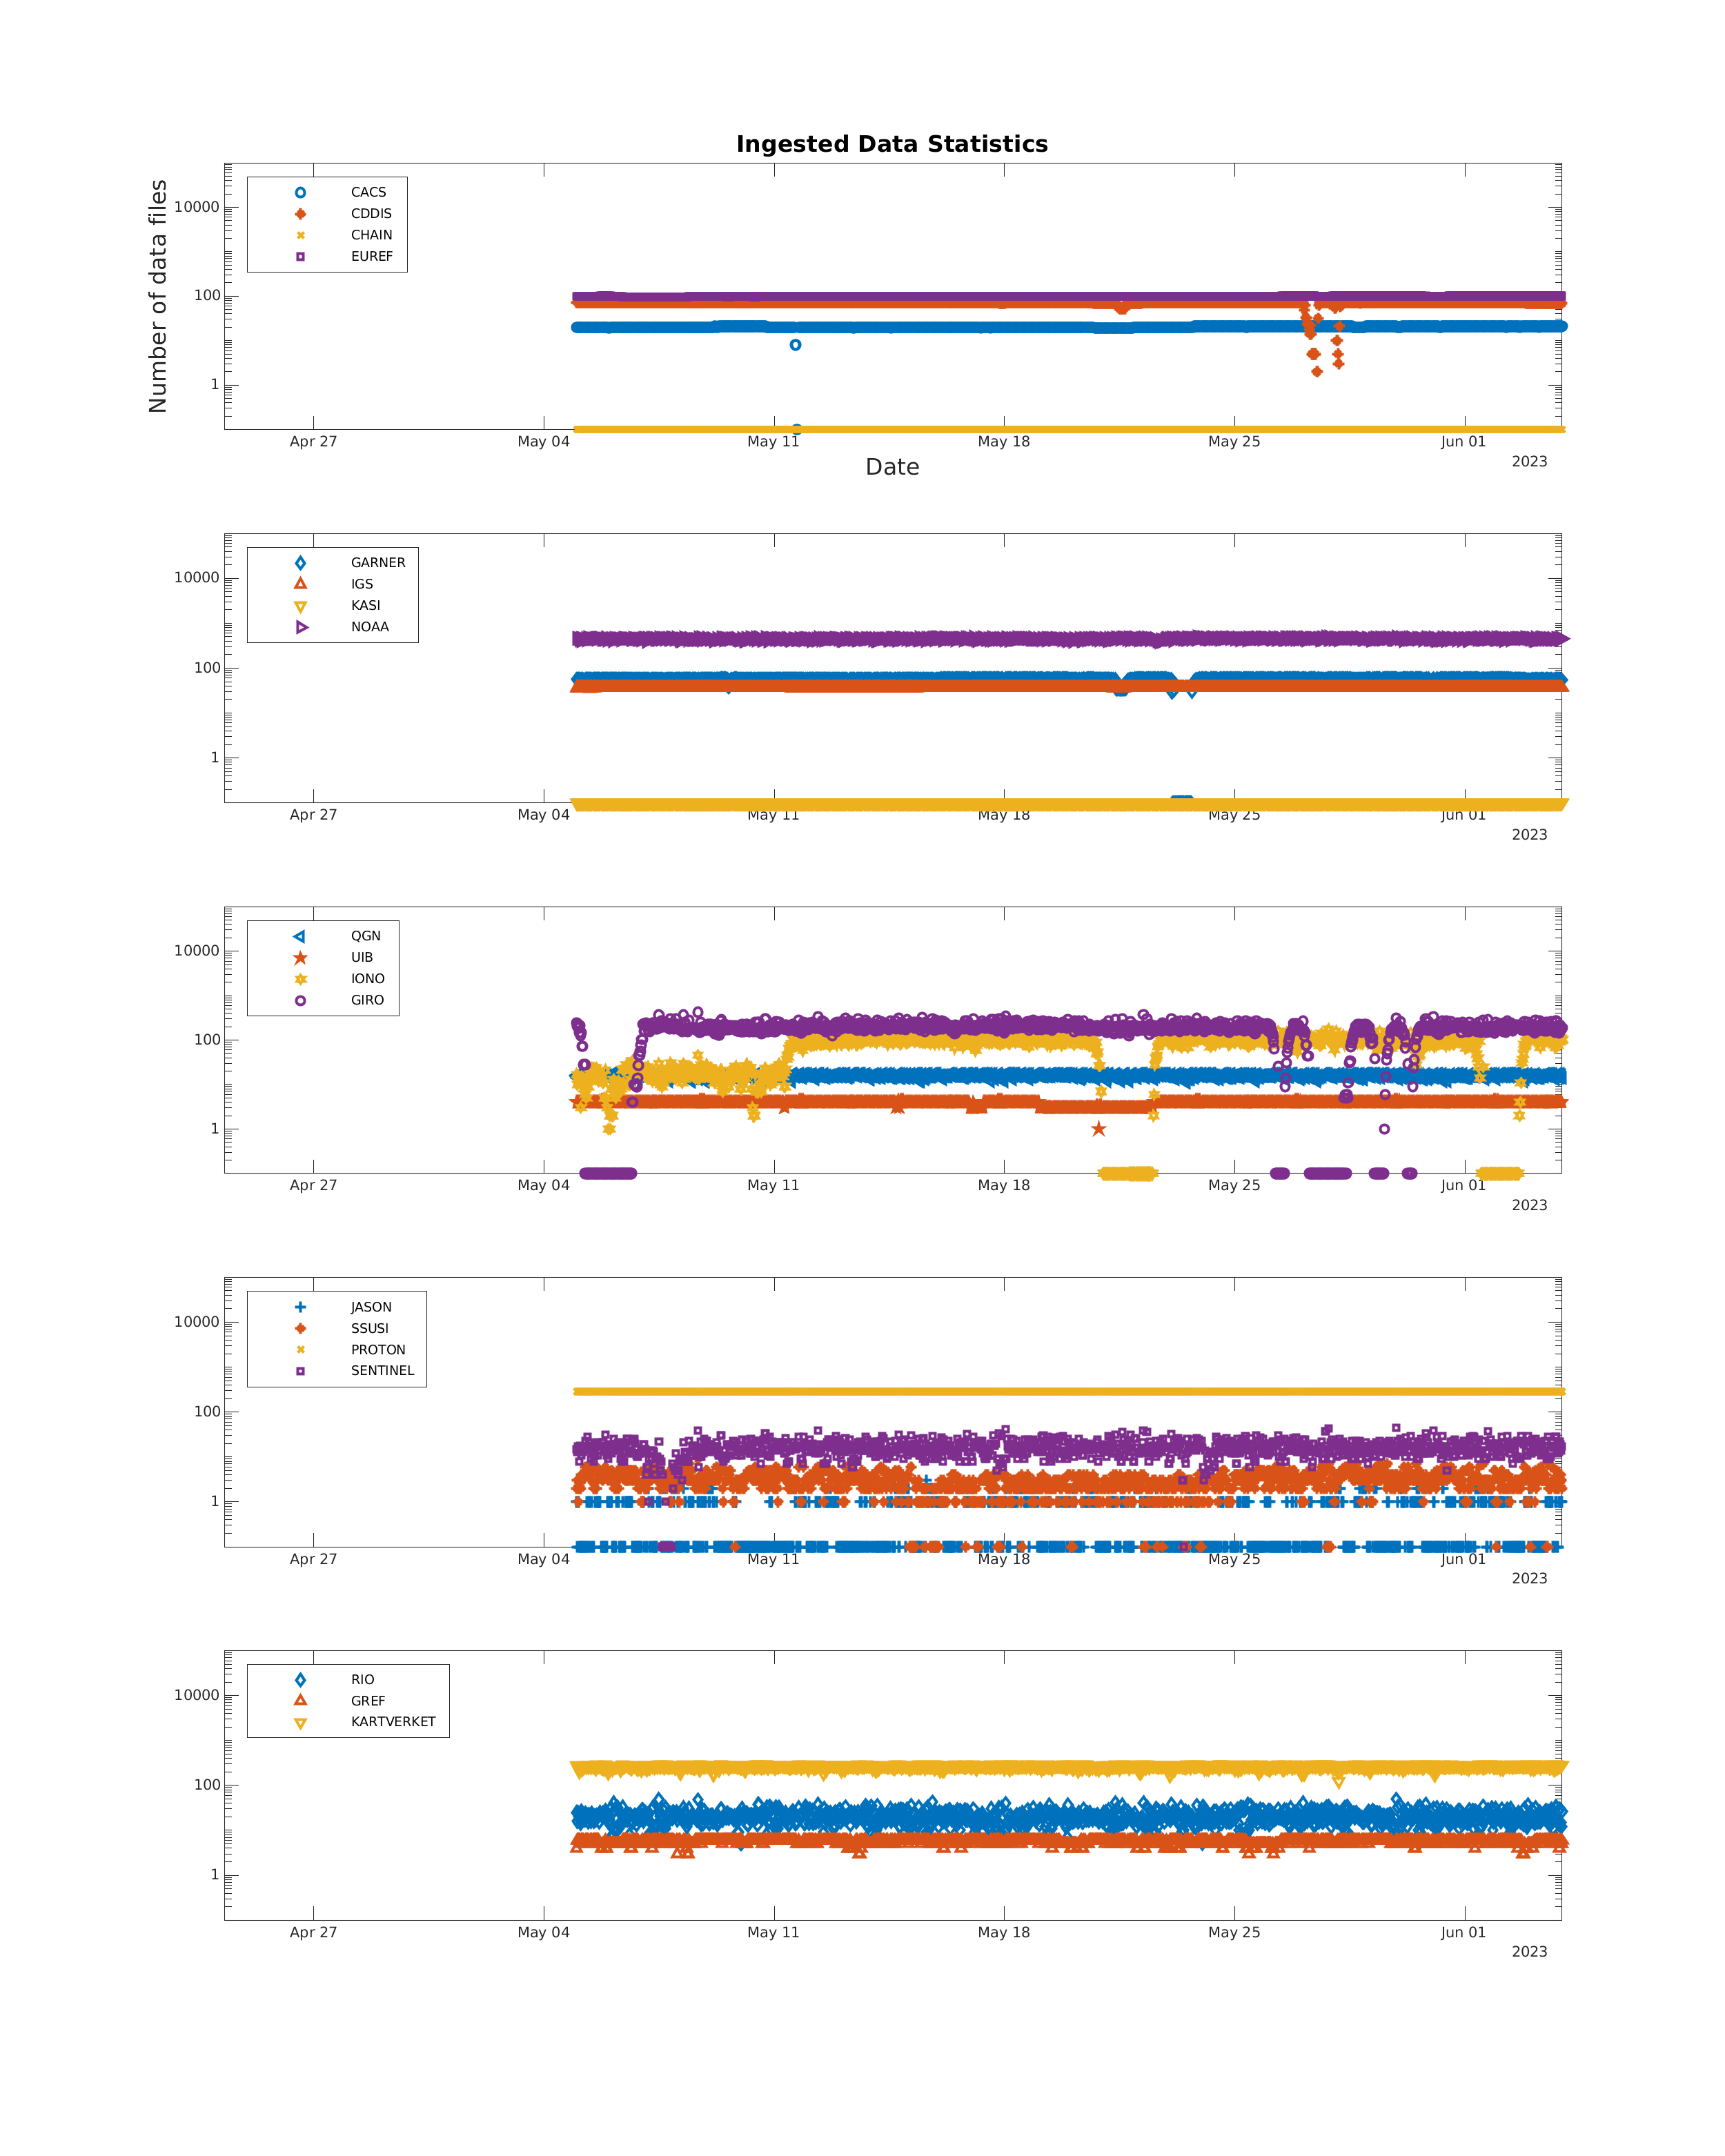 Ingested Data Statistics
Number of data files
CACS
CDDIS
CHAIN
EUREF
10000
100
1
Apr 27 May 04 May 11 May 18 May 25 Jun 01
2023
Date
GARNER
IGS
KASI
NOAA
10000
100
1
Apr 27 May 04 May 11 May 18 May 25 Jun 01
2023
QGN
UIB
IONO
GIRO
10000
100
1
Apr 27 May 04 May 11 May 18 May 25 Jun 01
2023
JASON
SSUSI
PROTON
SENTINEL
10000
100
1
Apr 27 May 04 May 11 May 18 May 25 Jun 01
2023
RIO
GREF
KARTVERKET
10000
100
1
Apr 27 May 04 May 11 May 18 May 25 Jun 01
2023